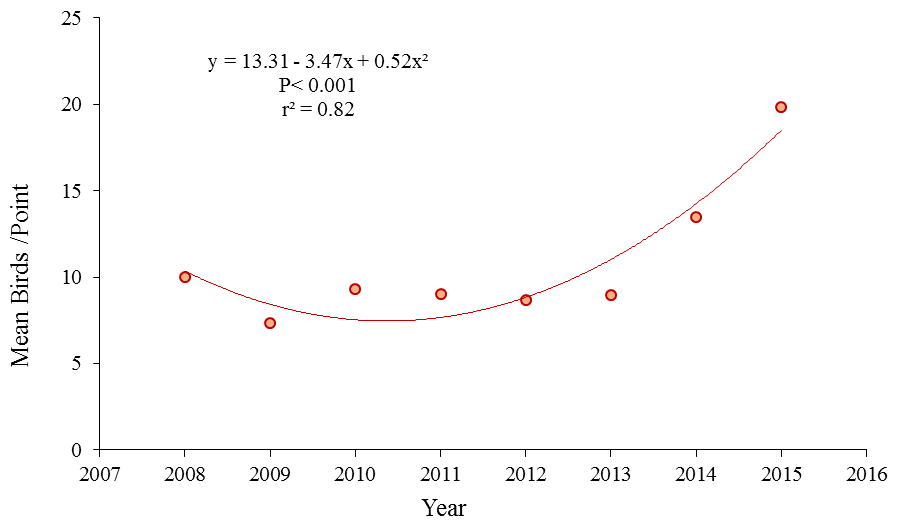 25
y = 13.31 - 3.47x + 0.52x²
P< 0.001
r² = 0.82
20
15
10
5
0
Mean Birds /Point
2007 2008 2009 2010 2011 2012 2013 2014 2015 2016
Year